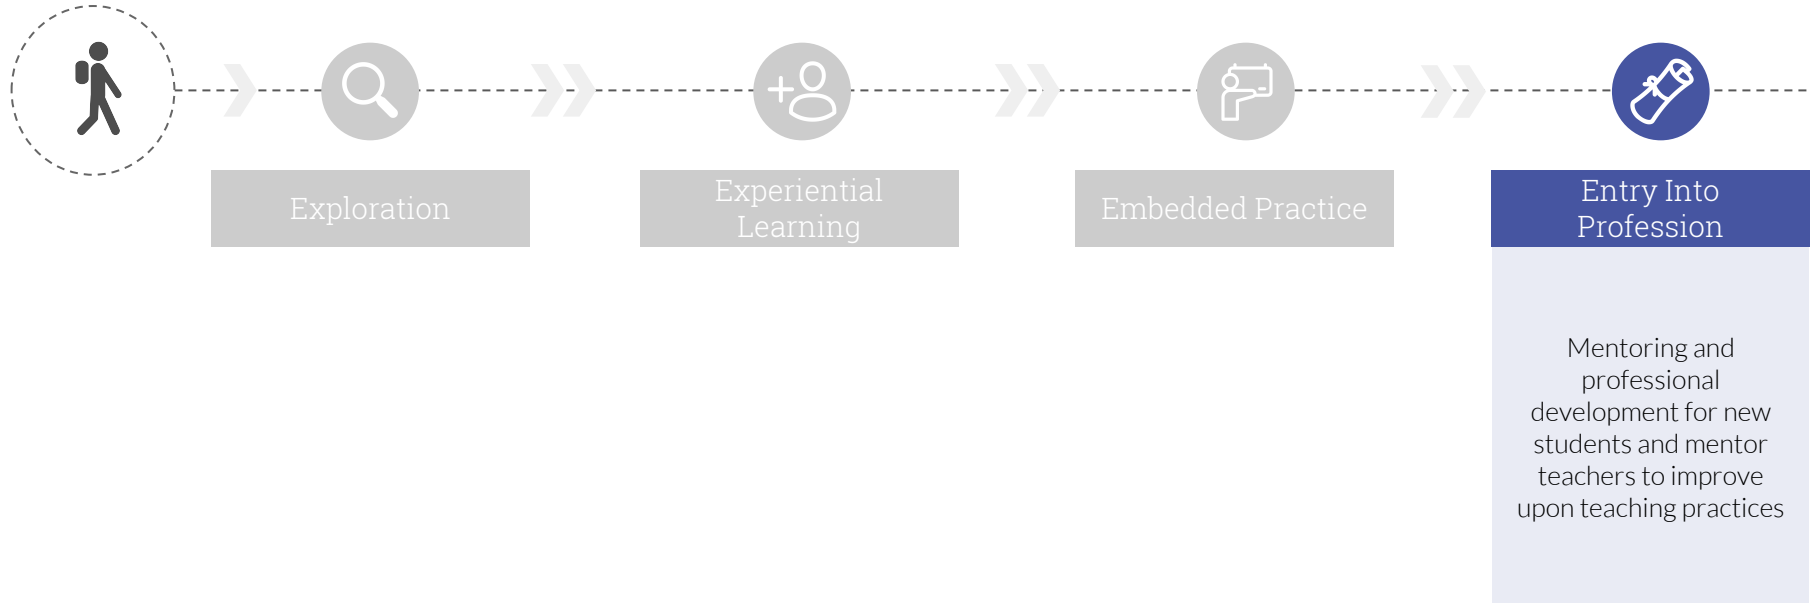 Exploration
Experiential
Learning
Embedded Practice
Entry Into
Profession
Mentoring and
professional
development for new
students and mentor
teachers to improve
upon teaching practices